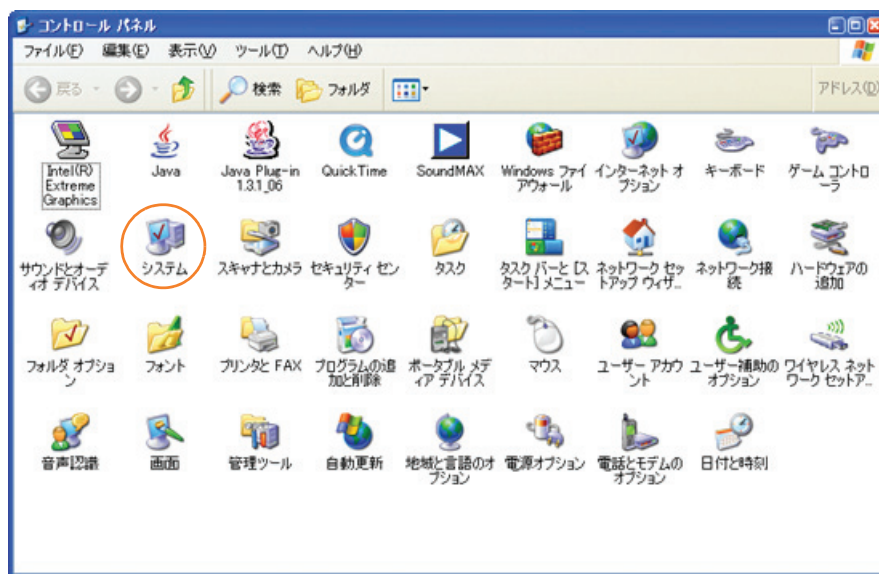 コントロール パネル
ファイル(F) 編集(E) 表示(V) ツール(T) ヘルプ(H)
戻る 検索 フォルダ アドレス(D)
Intel(R)
Extreme
Graphics
Java
Java Plug-in
1.3.1_06
QuickTime
SoundMAX
Windows ファイ
アウォール
インターネット オ
プション
キーボード
ゲーム コントロ
ーラ
サウンドとオーデ
ィオ デバイス
システム
スキャナとカメラ
セキュリティ セン
ター
タスク
タスク バーと [ス
タート] メニュー
ネットワーク セッ
トアップ ウィザ...
ネットワーク接
続
ハードウェアの
追加
フォルダ オプショ
ン
フォント
プリンタと FAX
プログラムの追
加と削除
ポータブル メデ
ィア デバイス
マウス
ユーザー アカウ
ント
ユーザー補助の
オプション
ワイヤレス ネット
ワーク セットア...
音声認識
画面
管理ツール
自動更新
地域と言語のオ
プション
電源オプション
電話とモデムの
オプション
日付と時刻